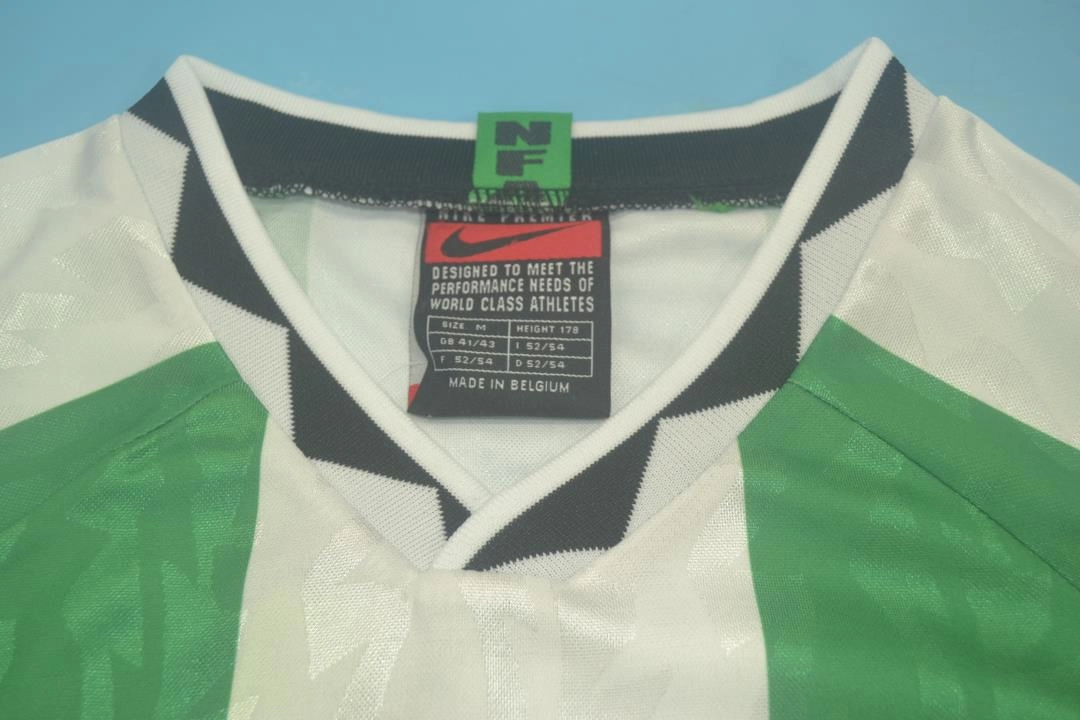 NF
NIKE PREMIER
DESIGNED TO MEET THE
PERFORMANCE NEEDS OF
WORLD CLASS ATHLETES
SIZE M HEIGHT 178
GB 41/43 I 52/54
F 52/54 D 52/54
MADE IN BELGIUM